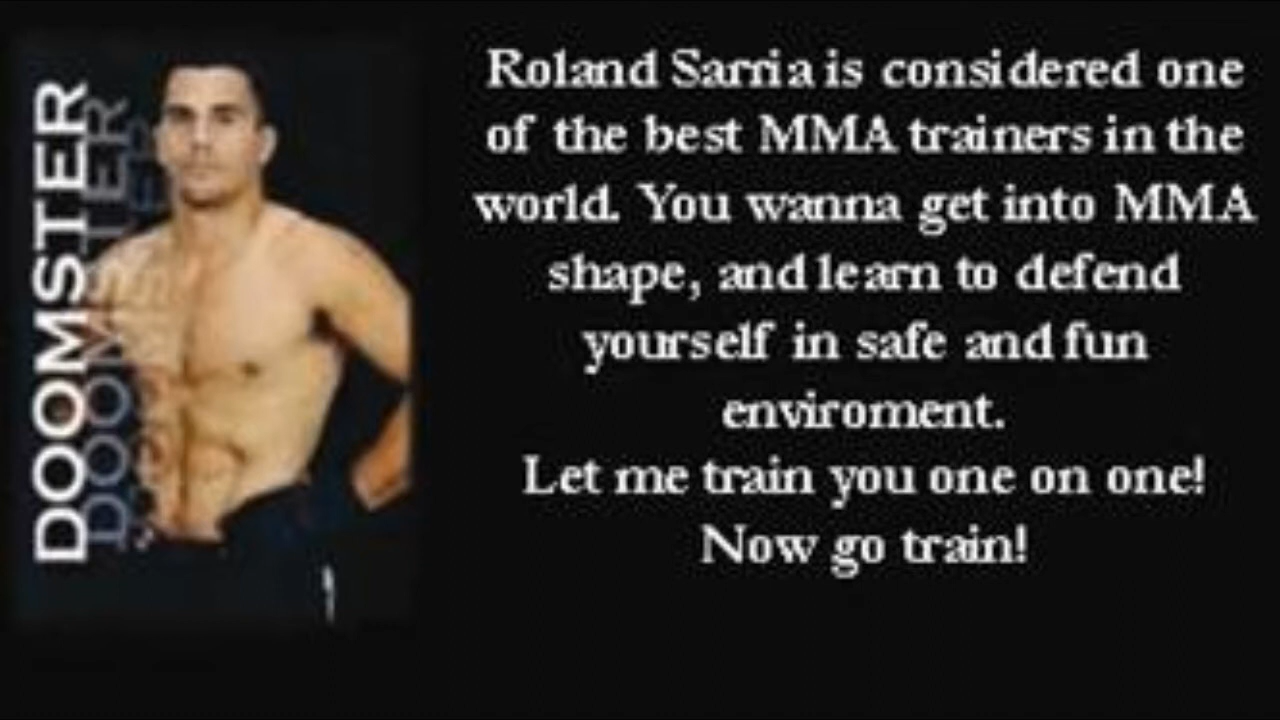 DOOMSTER
DOOMSTER
Roland Sarria is considered one
of the best MMA trainers in the
world. You wanna get into MMA
shape, and learn to defend
yourself in safe and fun
enviroment.
Let me train you one on one!
Now go train!